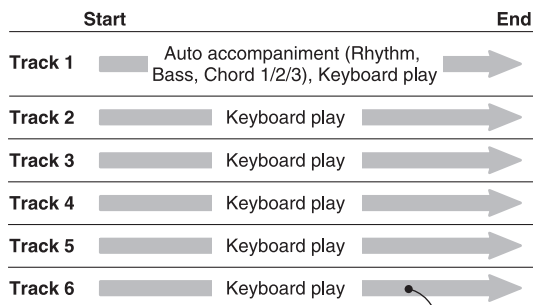 Start End
Auto accompaniment (Rhythm,
Track 1
Bass, Chord 1/2/3), Keyboard play
Track 2 Keyboard play
Track 3 Keyboard play
Track 4 Keyboard play
Track 5 Keyboard play
Track 6 Keyboard play